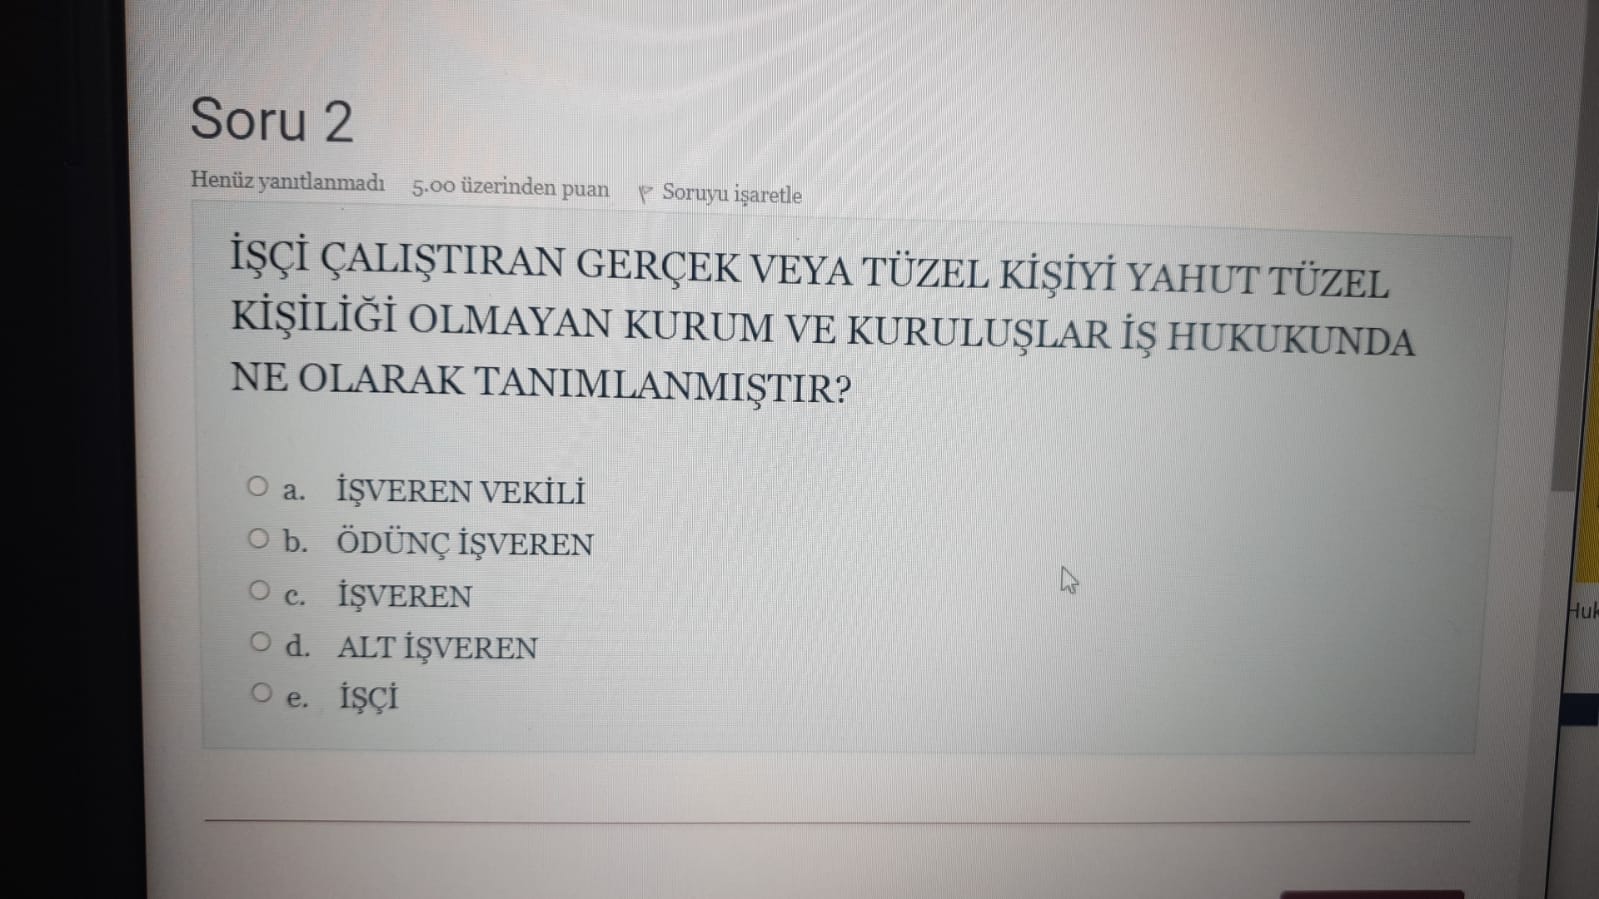 Soru 2
Henüz yanıtlanmadı 5.00 üzerinden puan Soruyu işaretle
İŞÇİ ÇALIŞTIRAN GERÇEK VEYA TÜZEL KİŞİYİ YAHUT TÜZEL
KİŞİLİĞİ OLMAYAN KURUM VE KURULUŞLAR İŞ HUKUKUNDA
NE OLARAK TANIMLANMIŞTIR?
a. İŞVEREN VEKİLİ
b. ÖDÜNÇ İŞVEREN
c. İŞVEREN
d. ALT İŞVEREN
e. İŞÇİ